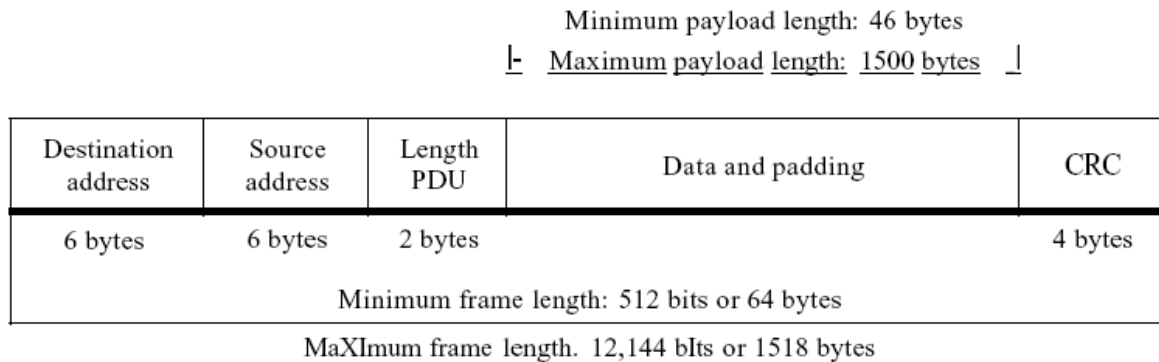 Minimum payload length: 46 bytes
|- Maximum payload length: 1500 bytes _|
Destination address
Source address
Length PDU
Data and padding
CRC
6 bytes
6 bytes
2 bytes
4 bytes
Minimum frame length: 512 bits or 64 bytes
MaXImum frame length. 12,144 bIts or 1518 bytes